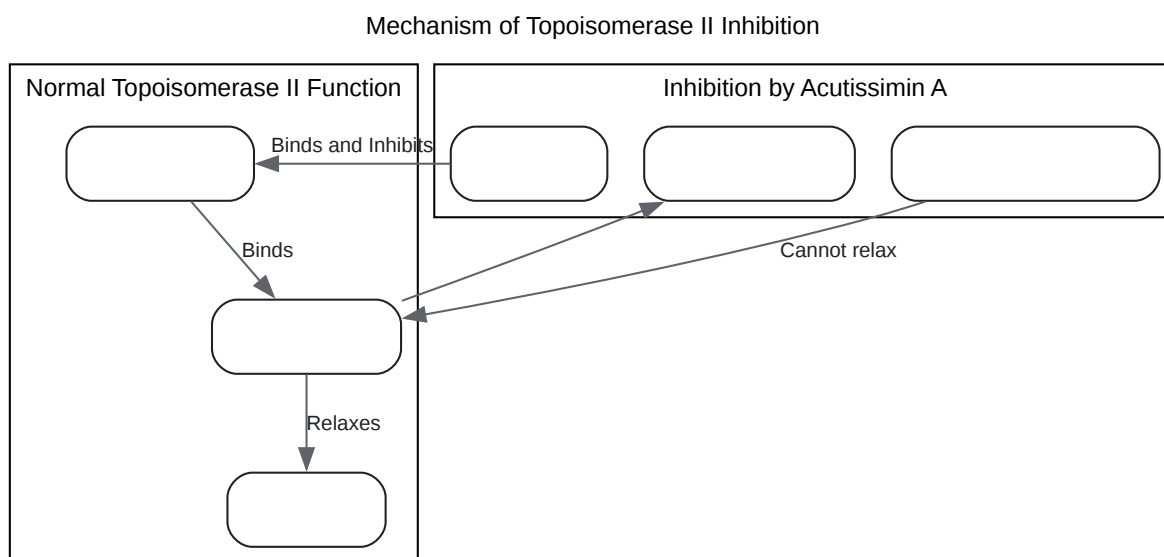 Mechanism of Topoisomerase II Inhibition
Normal Topoisomerase II Function
Inhibition by Acutissimin A
Binds and Inhibits
Binds
Cannot relax
Relaxes